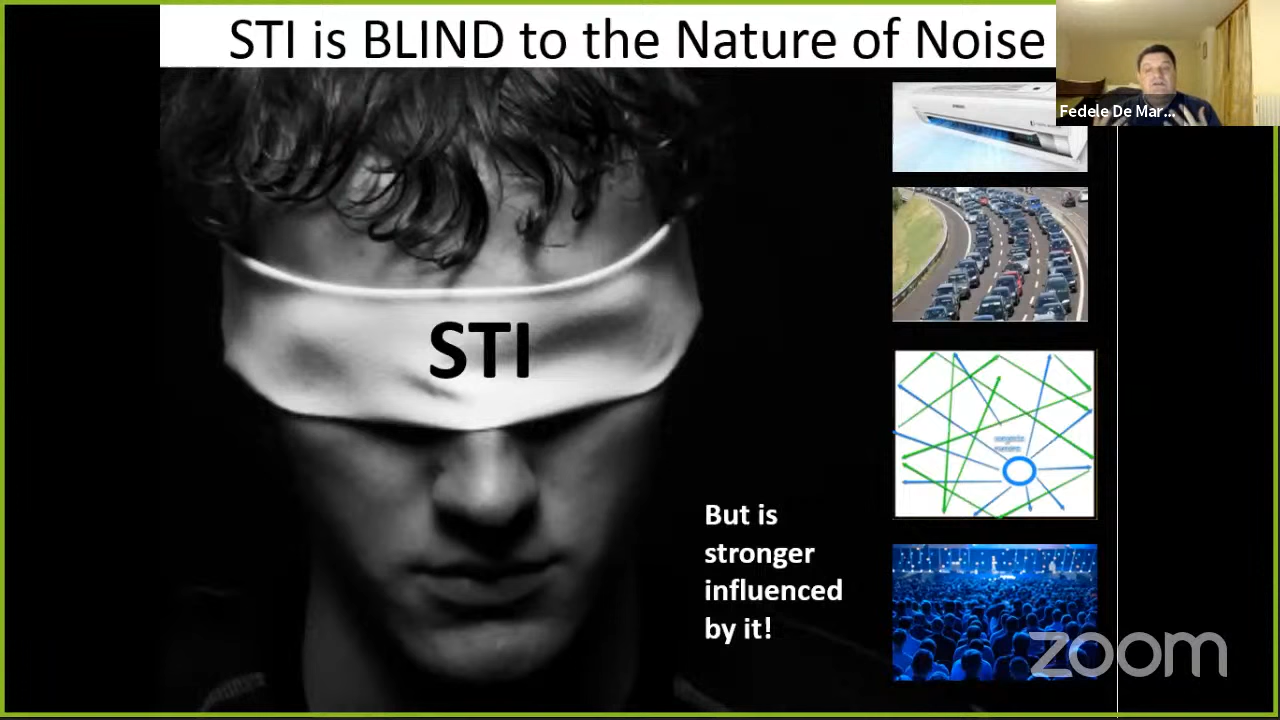 STI is BLIND to the Nature of Noise
Fedele De Mar...
STI
But is
stronger
influenced
by it!
zoom